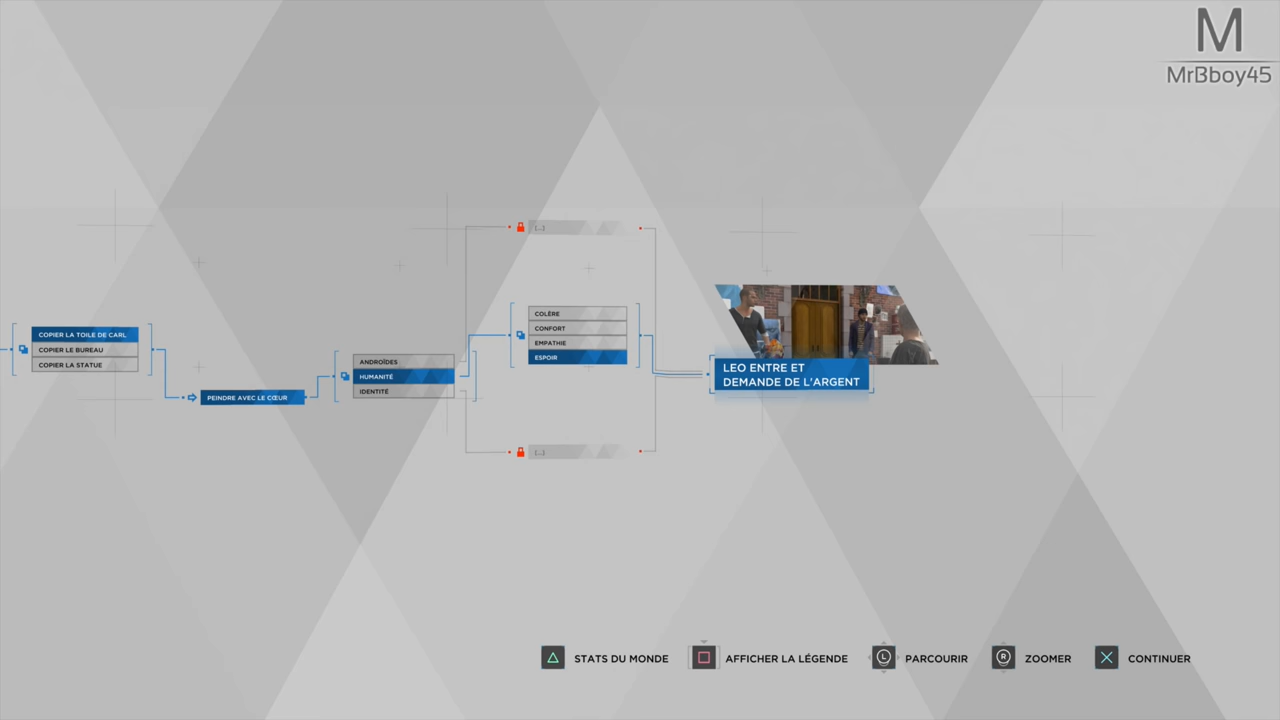 M
MrBboy45
[...]
COLÈRE
CONFORT
EMPATHIE
ESPOIR
COPIER LA TOILE DE CARL
COPIER LE BUREAU
COPIER LA STATUE
ANDROÏDES
HUMANITÉ
IDENTITÉ
PEINDRE AVEC LE CŒUR
LEO ENTRE ET
DEMANDE DE L'ARGENT
[...]
STATS DU MONDE
AFFICHER LA LÉGENDE
L
PARCOURIR
R
ZOOMER
CONTINUER